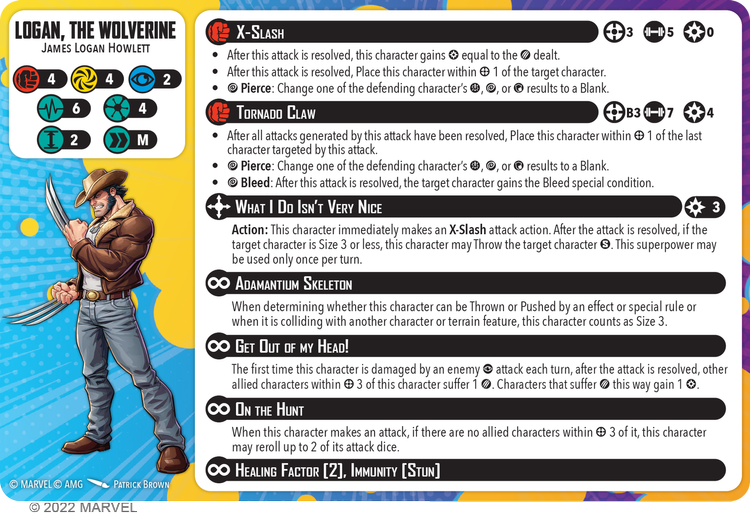 LOGAN, THE WOLVERINE
James Logan Howlett
4 4 2
6 4
2 M
X-Slash 3 5 0
• After this attack is resolved, this character gains equal to the dealt.
• After this attack is resolved, Place this character within 1 of the target character.
• Pierce: Change one of the defending character's , , or results to a Blank.
Tornado Claw B3 7 4
• After all attacks generated by this attack have been resolved, Place this character within 1 of the last
character targeted by this attack.
• Pierce: Change one of the defending character's , , or results to a Blank.
• Bleed: After this attack is resolved, the target character gains the Bleed special condition.
What I Do Isn't Very Nice 3
Action: This character immediately makes an X-Slash attack action. After the attack is resolved, if the
target character is Size 3 or less, this character may Throw the target character S. This superpower may
be used only once per turn.
Adamantium Skeleton
When determining whether this character can be Thrown or Pushed by an effect or special rule or
when it is colliding with another character or terrain feature, this character counts as Size 3.
Get Out of my Head!
The first time this character is damaged by an enemy attack each turn, after the attack is resolved, other
allied characters within 3 of this character suffer 1 . Characters that suffer this way gain 1 .
On the Hunt
When this character makes an attack, if there are no allied characters within 3 of it, this character
may reroll up to 2 of its attack dice.
Healing Factor [2], Immunity [Stun]
© MARVEL © AMG Patrick Brown
© 2022 MARVEL